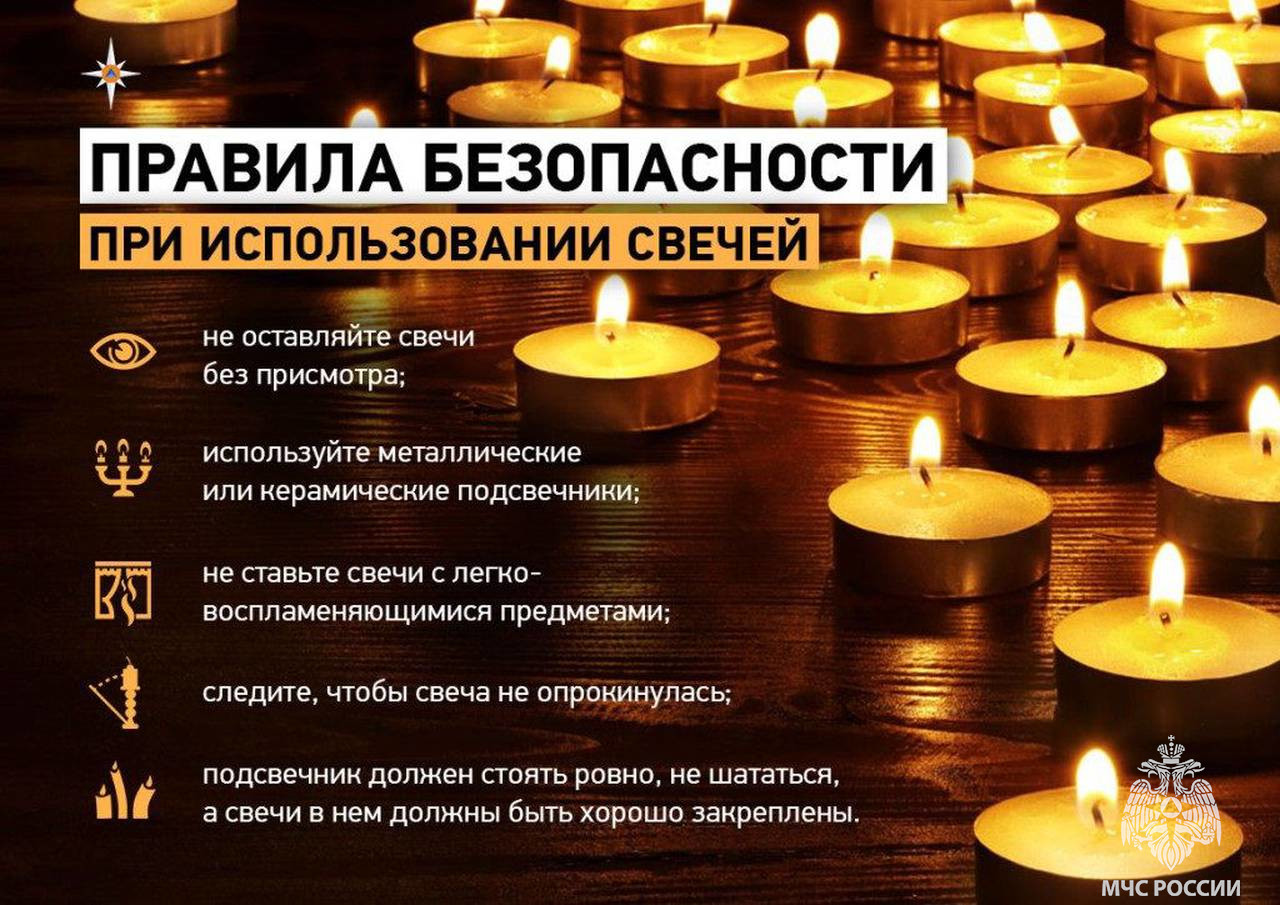 ПРАВИЛА БЕЗОПАСНОСТИ
ПРИ ИСПОЛЬЗОВАНИИ СВЕЧЕЙ
не оставляйте свечи
без присмотра;
используйте металлические
или керамические подсвечники;
не ставьте свечи с легко-
воспламеняющимися предметами;
следите, чтобы свеча не опрокинулась;
подсвечник должен стоять ровно, не шататься,
а свечи в нем должны быть хорошо закреплены.
МЧС РОССИИ